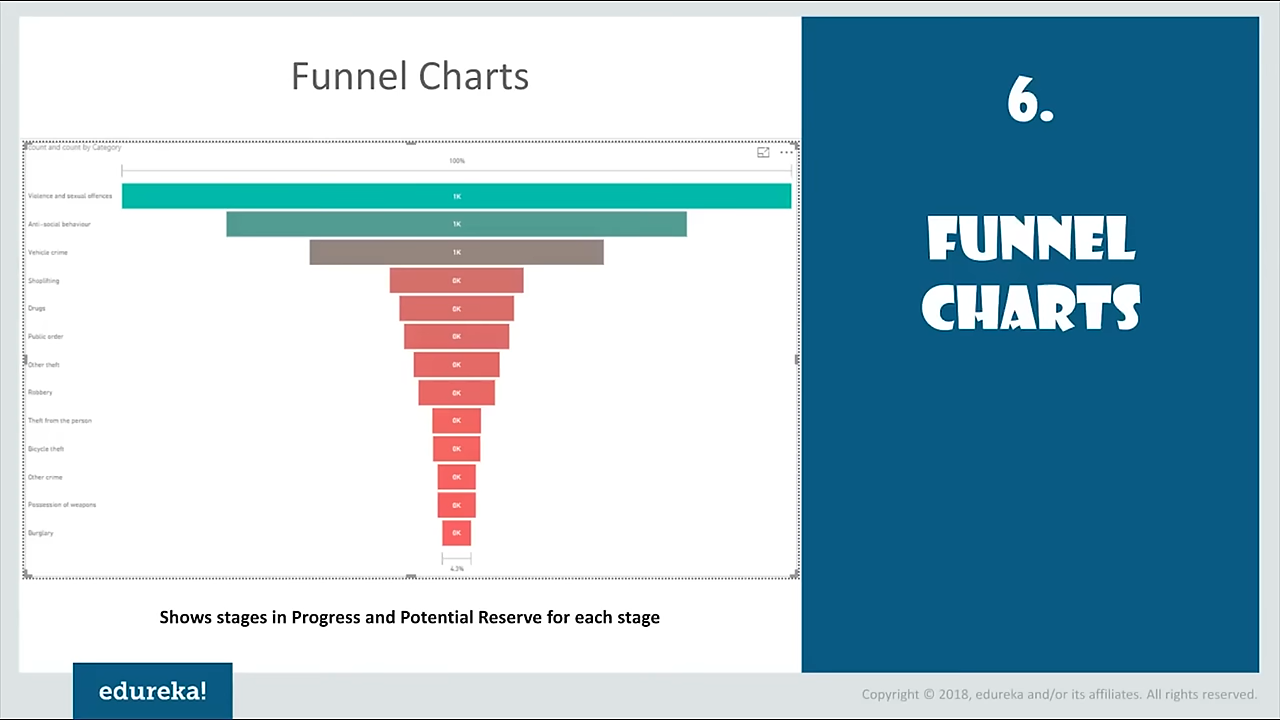 Funnel Charts
count and count by Category
100%
Violence and sexual offences
1K
Anti-social behaviour
1K
Vehicle crime
1K
Shoplifting
0K
Drugs
0K
Public order
0K
Other theft
0K
Robbery
0K
Theft from the person
0K
Bicycle theft
0K
Other crime
0K
Possession of weapons
0K
Burglary
0K
4.3%
Shows stages in Progress and Potential Reserve for each stage
6.
FUNNEL
CHARTS
edureka!
Copyright © 2018, edureka and/or its affiliates. All rights reserved.